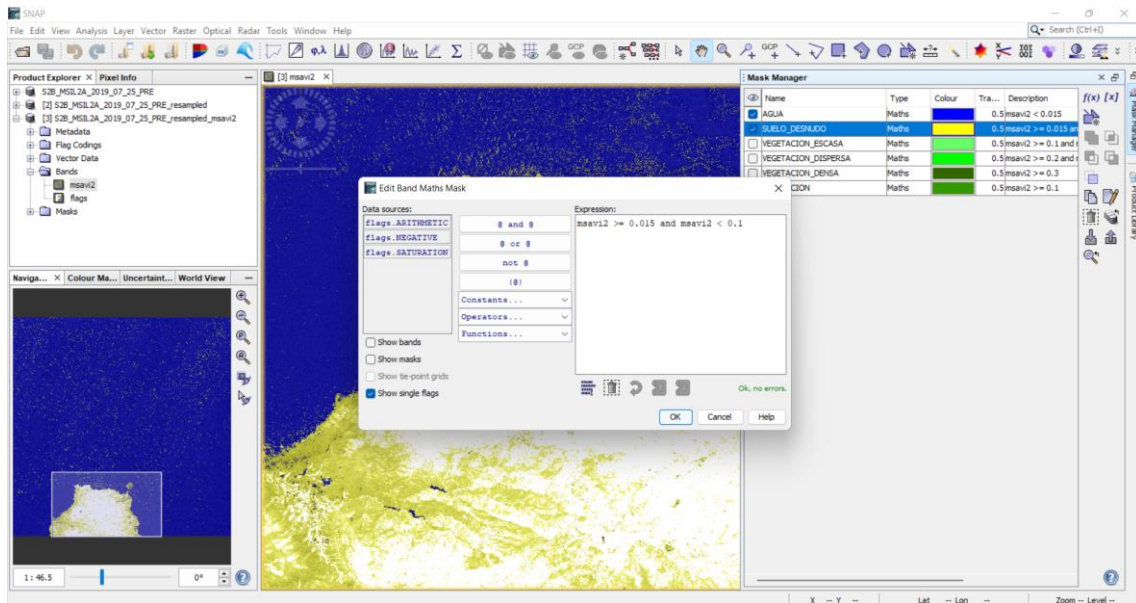 SNAP
File Edit View Analysis Layer Vector Raster Optical Radar Tools Window Help
Search (Ctrl+I)
Product Explorer × Pixel Info
S2B_MSIL2A_2019_07_25_PRE
[2] S2B_MSIL2A_2019_07_25_PRE_resampled
[3] S2B_MSIL2A_2019_07_25_PRE_resampled_msavi2
Metadata
Flag Codings
Vector Data
Bands
msavi2
flags
Masks
Naviga... × Colour Ma... Uncertaint... World View
1: 46.5
0°
[3] msavi2 ×
Edit Band Maths Mask
Data sources:
flags.ARITHMETIC
flags.NEGATIVE
flags.SATURATION
@ and @
@ or @
not @
(@)
Constants...
Operators...
Functions...
Show bands
Show masks
Show tie-point grids
Show single flags
Expression:
msavi2 >= 0.015 and msavi2 < 0.1
Ok, no errors.
OK Cancel Help
Mask Manager
Name Type Colour Tra... Description
AGUA Maths 0.5 msavi2 < 0.015
SUELO_DESNUDO Maths 0.5 msavi2 >= 0.015 an
VEGETACION_ESCASA Maths 0.5 msavi2 >= 0.1 and r
VEGETACION_DISPERSA Maths 0.5 msavi2 >= 0.2 and r
VEGETACION_DENSA Maths 0.5 msavi2 >= 0.3
CION Maths 0.5 msavi2 >= 0.1
f(x) [x]
Mask Manager
Product Library
X -- Y -- Lat -- Lon -- Zoom -- Level --